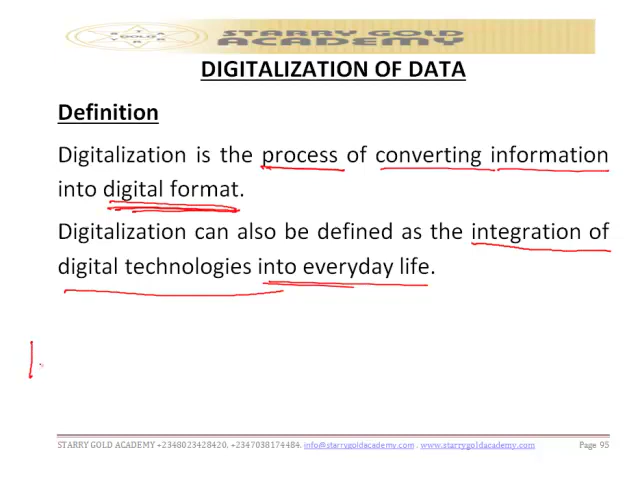 STARRY GOLD
ACADEMY
DIGITALIZATION OF DATA
Definition
Digitalization is the process of converting information
into digital format.
Digitalization can also be defined as the integration of
digital technologies into everyday life.
STARRY GOLD ACADEMY +2348023428420, +2347038174484, info@starrygoldacademy.com , www.starrygoldacademy.com Page 95